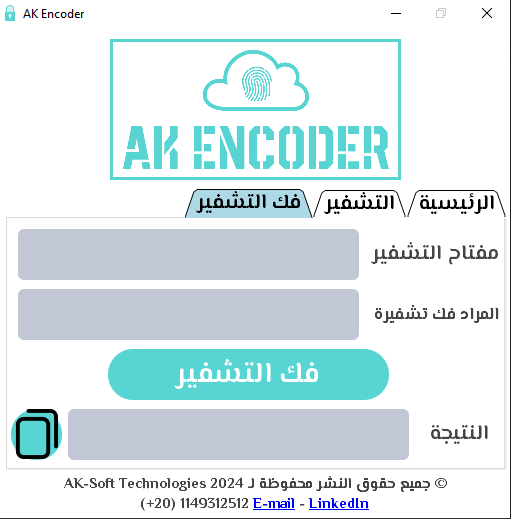 AK Encoder
AK ENCODER
الرئيسية التشفير فك التشفير
مفتاح التشفير
المراد فك تشفيرة
فك التشفير
النتيجة
© جميع حقوق النشر محفوظة لـ AK-Soft Technologies 2024
(+20) 1149312512 E-mail - LinkedIn